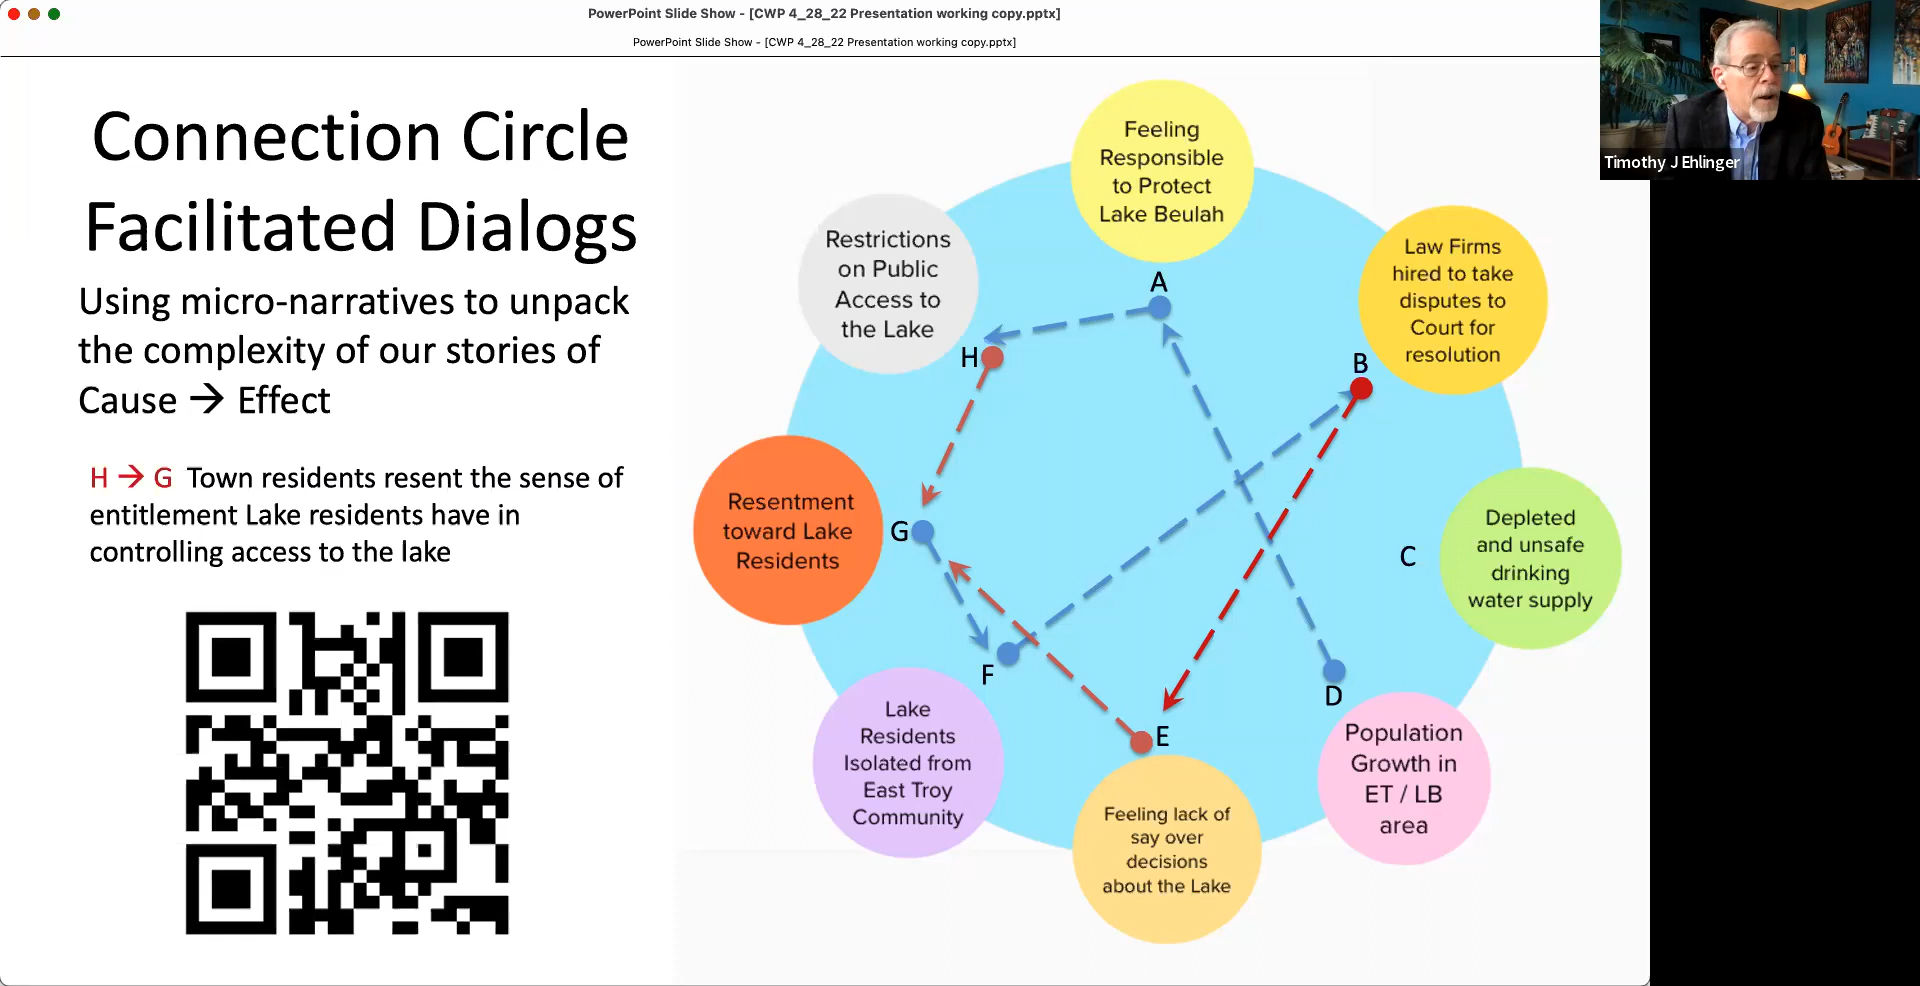 PowerPoint Slide Show - [CWP 4_28_22 Presentation working copy.pptx]
PowerPoint Slide Show - [CWP 4_28_22 Presentation working copy.pptx]
Timothy J Ehlinger
Connection Circle
Facilitated Dialogs
Using micro-narratives to unpack
the complexity of our stories of
Cause → Effect
H → G Town residents resent the sense of
entitlement Lake residents have in
controlling access to the lake
Feeling
Responsible
to Protect
Lake Beulah
A
Law Firms
hired to take
disputes to
Court for
resolution
B
Depleted
and unsafe
drinking
water supply
C
Population
Growth in
ET / LB
area
D
Feeling lack of
say over
decisions
about the Lake
E
Lake
Residents
Isolated from
East Troy
Community
F
Resentment
toward Lake
Residents
G
Restrictions
on Public
Access to
the Lake
H